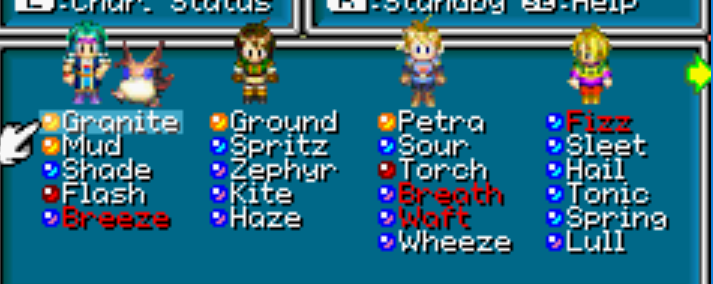 L:Char. Status R:Standby SE:Help
Granite Ground Petra Fizz
Mud Spritz Sour Sleet
Shade Zephyr Torch Hail
Flash Kite Breath Tonic
Breeze Haze Waft Spring
Wheeze Lull